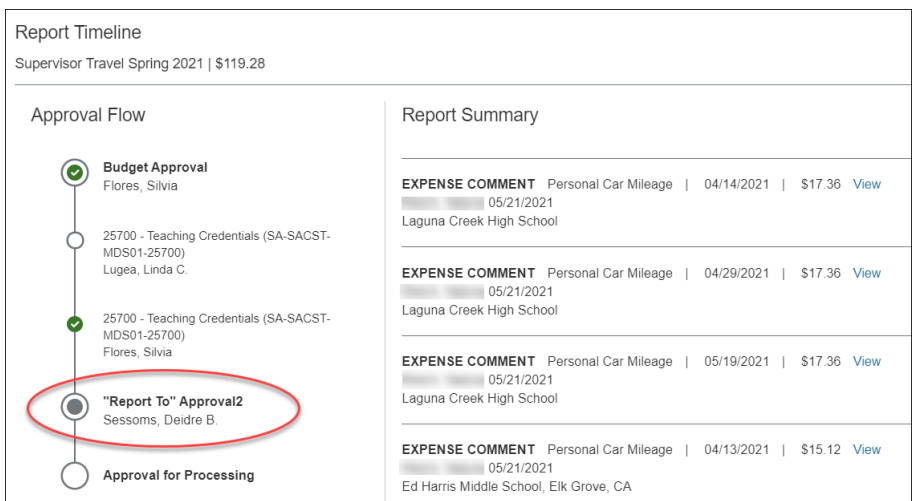 Report Timeline
Supervisor Travel Spring 2021 | $119.28
Approval Flow
Budget Approval
Flores, Silvia
25700 - Teaching Credentials (SA-SACST-
MDS01-25700)
Lugea, Linda C.
25700 - Teaching Credentials (SA-SACST-
MDS01-25700)
Flores, Silvia
"Report To" Approval2
Sessoms, Deidre B.
Approval for Processing
Report Summary
EXPENSE COMMENT Personal Car Mileage | 04/14/2021 | $17.36 View
05/21/2021
Laguna Creek High School
EXPENSE COMMENT Personal Car Mileage | 04/29/2021 | $17.36 View
05/21/2021
Laguna Creek High School
EXPENSE COMMENT Personal Car Mileage | 05/19/2021 | $17.36 View
05/21/2021
Laguna Creek High School
EXPENSE COMMENT Personal Car Mileage | 04/13/2021 | $15.12 View
05/21/2021
Ed Harris Middle School, Elk Grove, CA